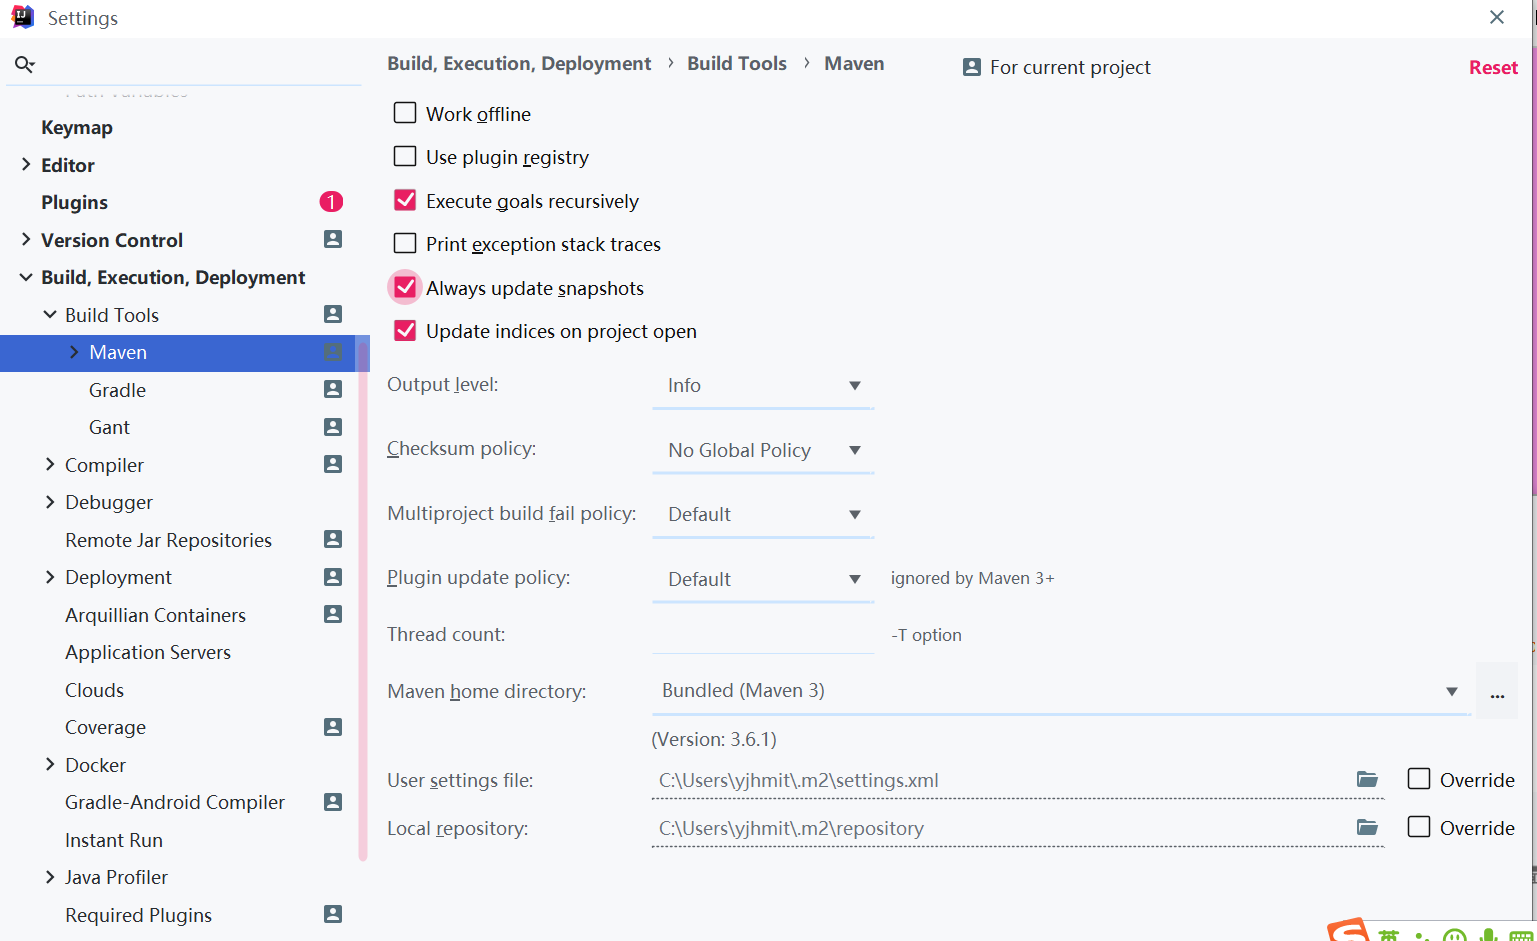 Settings
Build, Execution, Deployment › Build Tools › Maven
For current project
Reset
Path Variables
Keymap
Editor
Plugins 1
Version Control
Build, Execution, Deployment
Build Tools
Maven
Gradle
Gant
Compiler
Debugger
Remote Jar Repositories
Deployment
Arquillian Containers
Application Servers
Clouds
Coverage
Docker
Gradle-Android Compiler
Instant Run
Java Profiler
Required Plugins
Work offline
Use plugin registry
Execute goals recursively
Print exception stack traces
Always update snapshots
Update indices on project open
Output level: Info
Checksum policy: No Global Policy
Multiproject build fail policy: Default
Plugin update policy: Default ignored by Maven 3+
Thread count: -T option
Maven home directory: Bundled (Maven 3) ...
(Version: 3.6.1)
User settings file: C:\Users\yjhmit\.m2\settings.xml Override
Local repository: C:\Users\yjhmit\.m2\repository Override
英